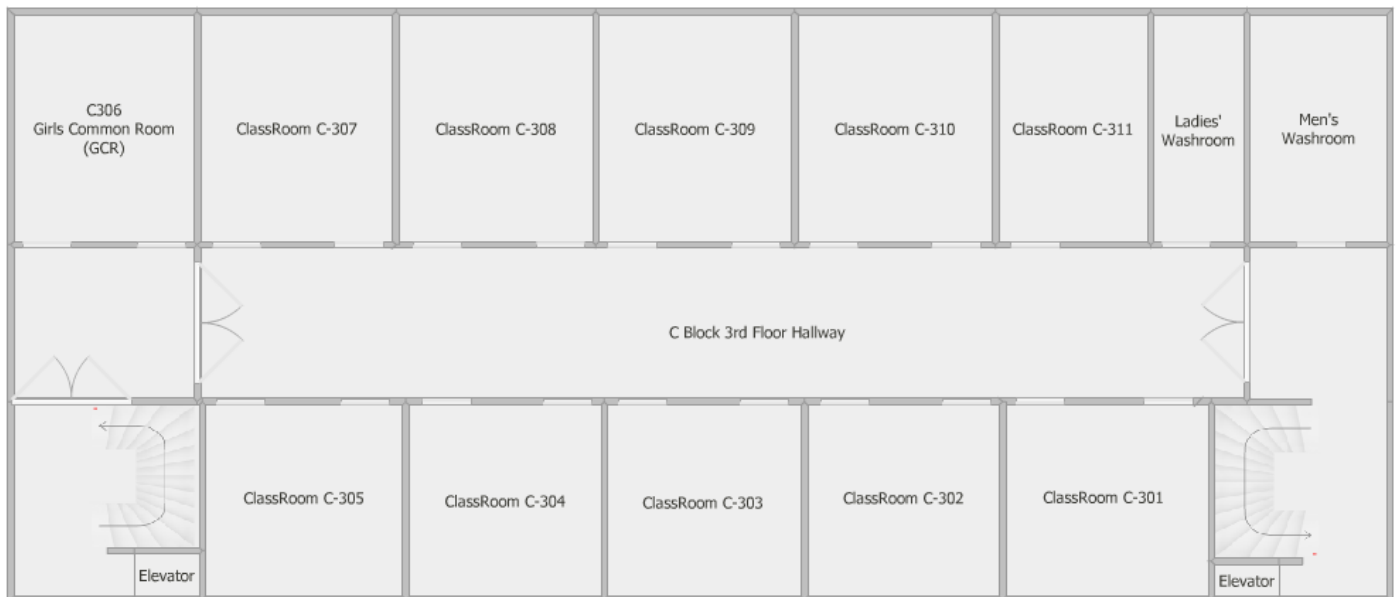 C306
Girls Common Room
(GCR)
ClassRoom C-307
ClassRoom C-308
ClassRoom C-309
ClassRoom C-310
ClassRoom C-311
Ladies'
Washroom
Men's
Washroom
C Block 3rd Floor Hallway
ClassRoom C-305
ClassRoom C-304
ClassRoom C-303
ClassRoom C-302
ClassRoom C-301
Elevator
Elevator